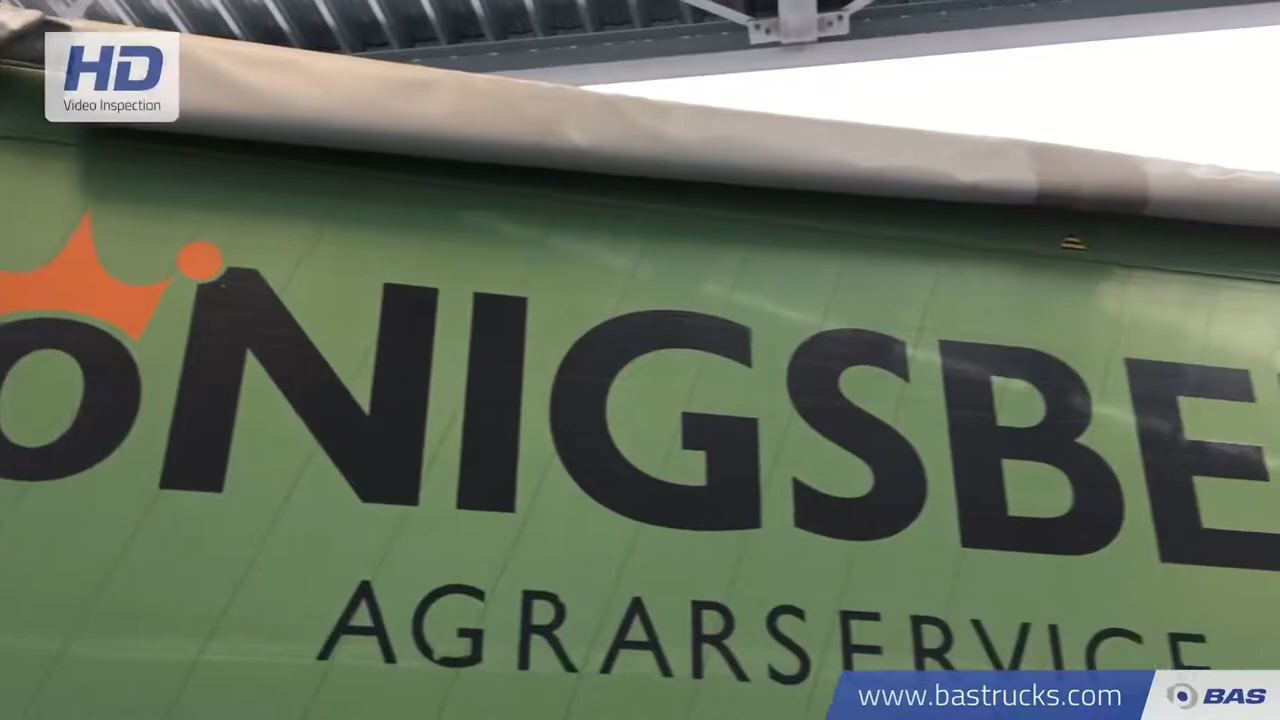 HD
Video Inspection
ONIGSBE
AGRARSERVICE
www.bastrucks.com
BAS